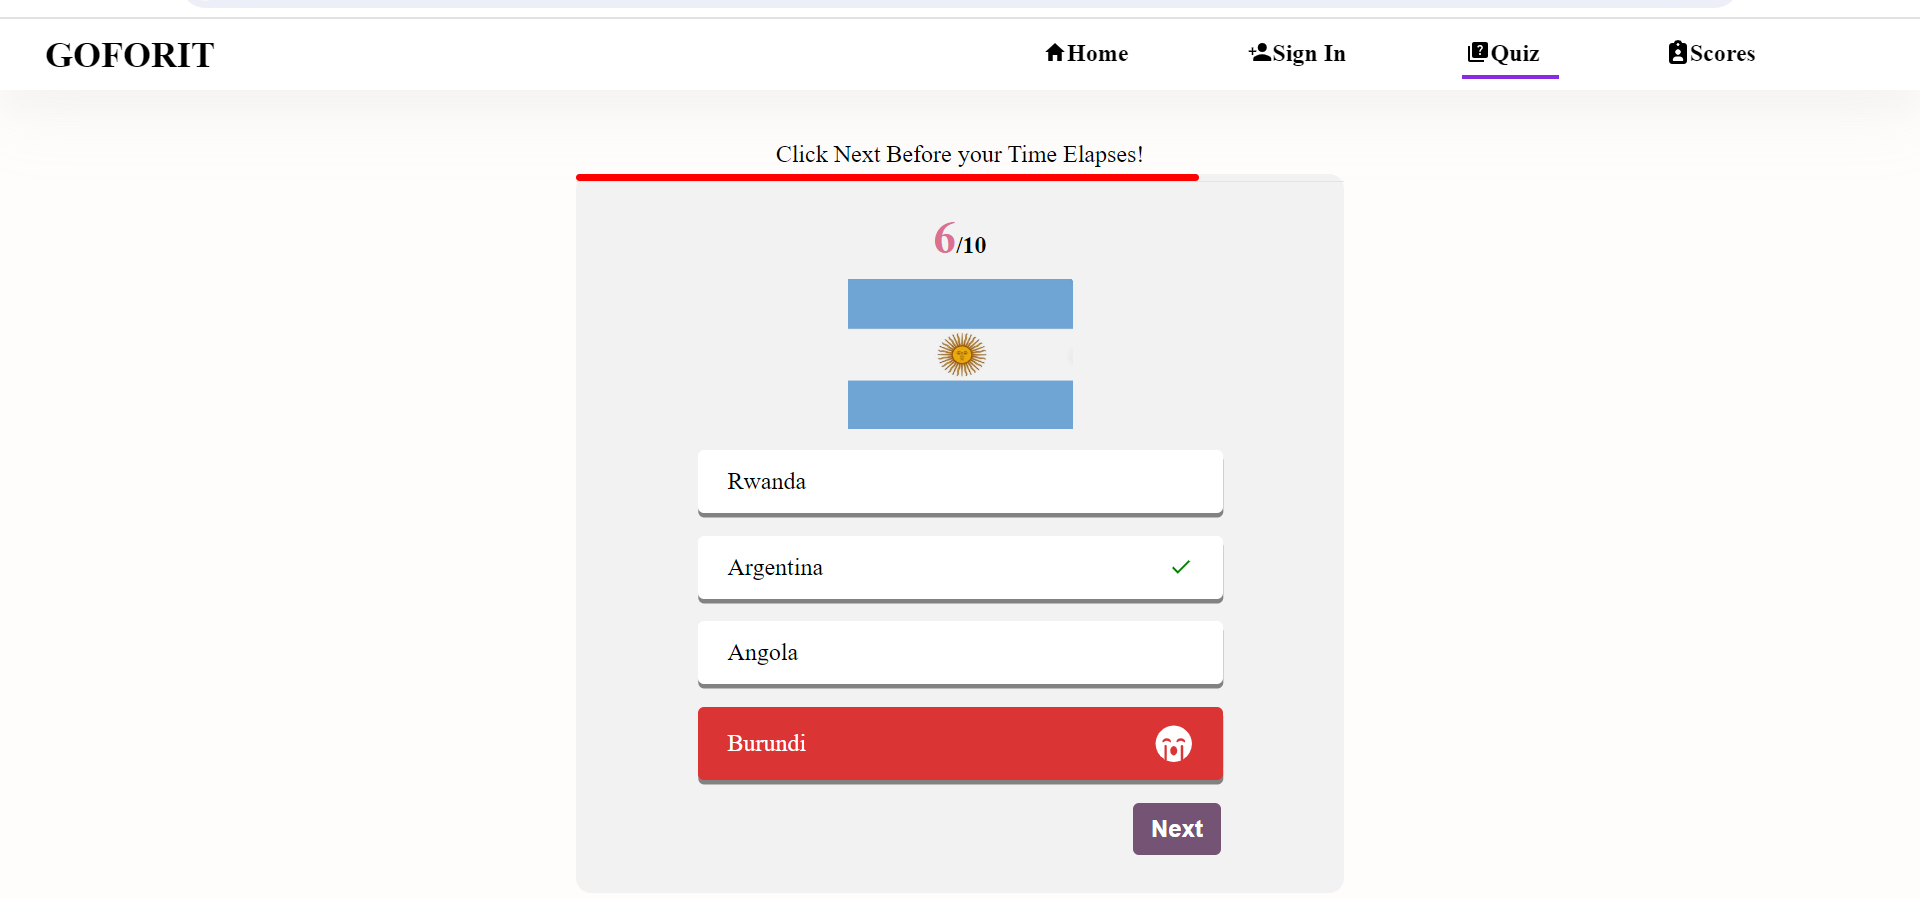 GOFORIT
Home
Sign In
Quiz
Scores
Click Next Before your Time Elapses!
6/10
Rwanda
Argentina
Angola
Burundi
Next